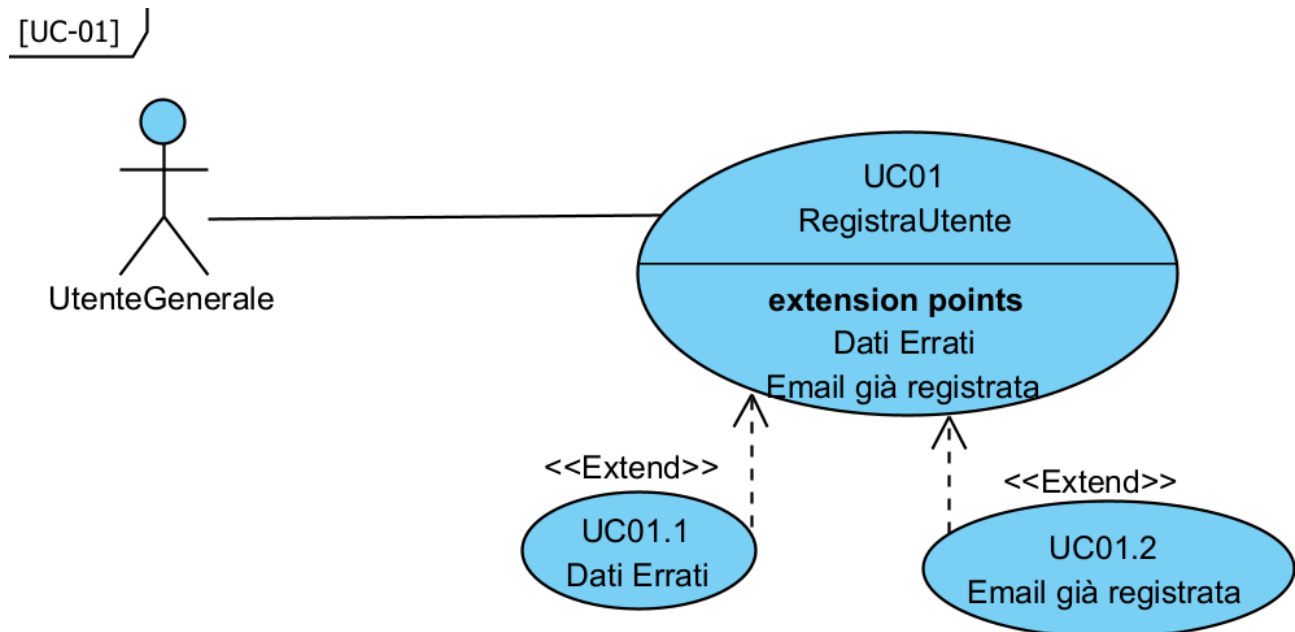 [UC-01]
UC01
RegistraUtente
UtenteGenerale
extension points
Dati Errati
Email già registrata
<<Extend>>
<<Extend>>
UC01.1
Dati Errati
UC01.2
Email già registrata